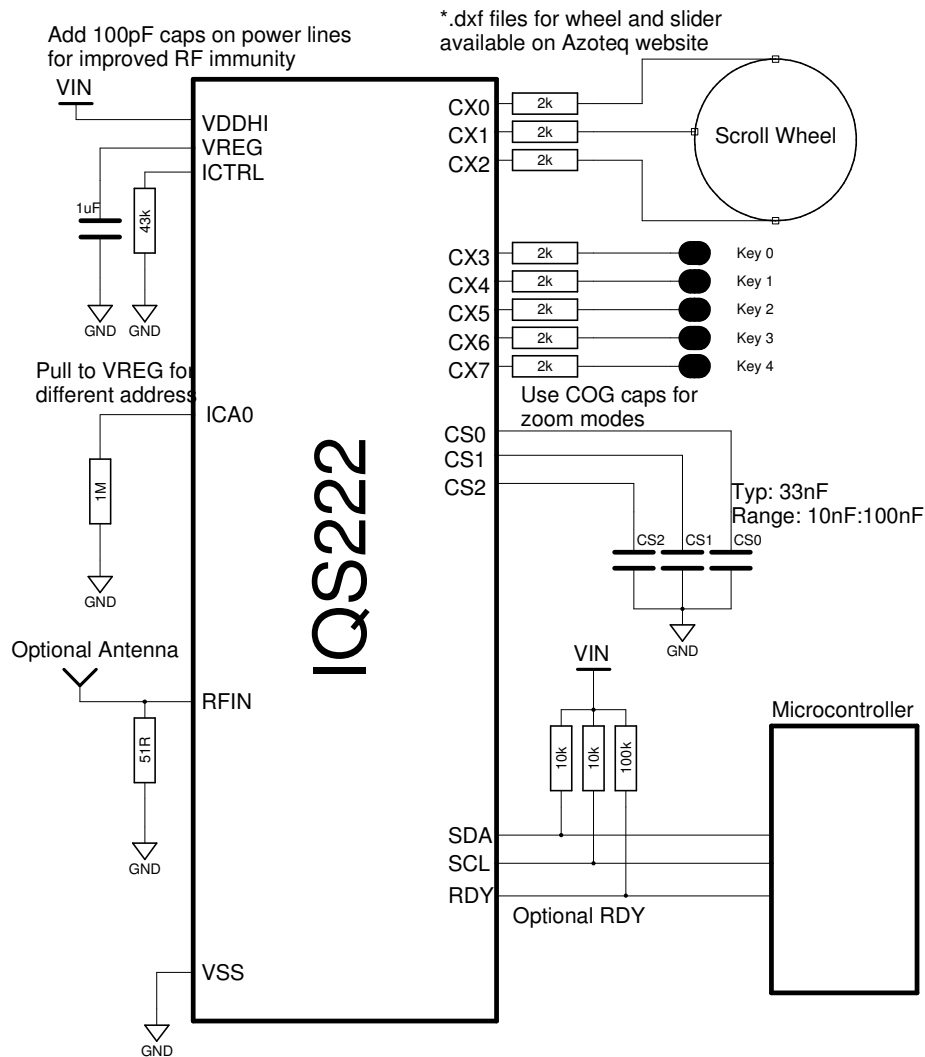 Add 100pF caps on power lines
for improved RF immunity
*.dxf files for wheel and slider
available on Azoteq website
VIN
VDDHI
VREG
ICTRL
1uF
43k
GND
GND
CX0
2k
CX1
2k
CX2
2k
Scroll Wheel
CX3
2k
Key 0
CX4
2k
Key 1
CX5
2k
Key 2
CX6
2k
Key 3
CX7
2k
Key 4
Pull to VREG for
different address
ICA0
1M
GND
Use COG caps for
zoom modes
CS0
CS1
CS2
Typ: 33nF
Range: 10nF:100nF
CS2
CS1
CS0
GND
IQS222
Optional Antenna
RFIN
51R
GND
VIN
10k
10k
100k
Microcontroller
SDA
SCL
RDY
Optional RDY
VSS
GND